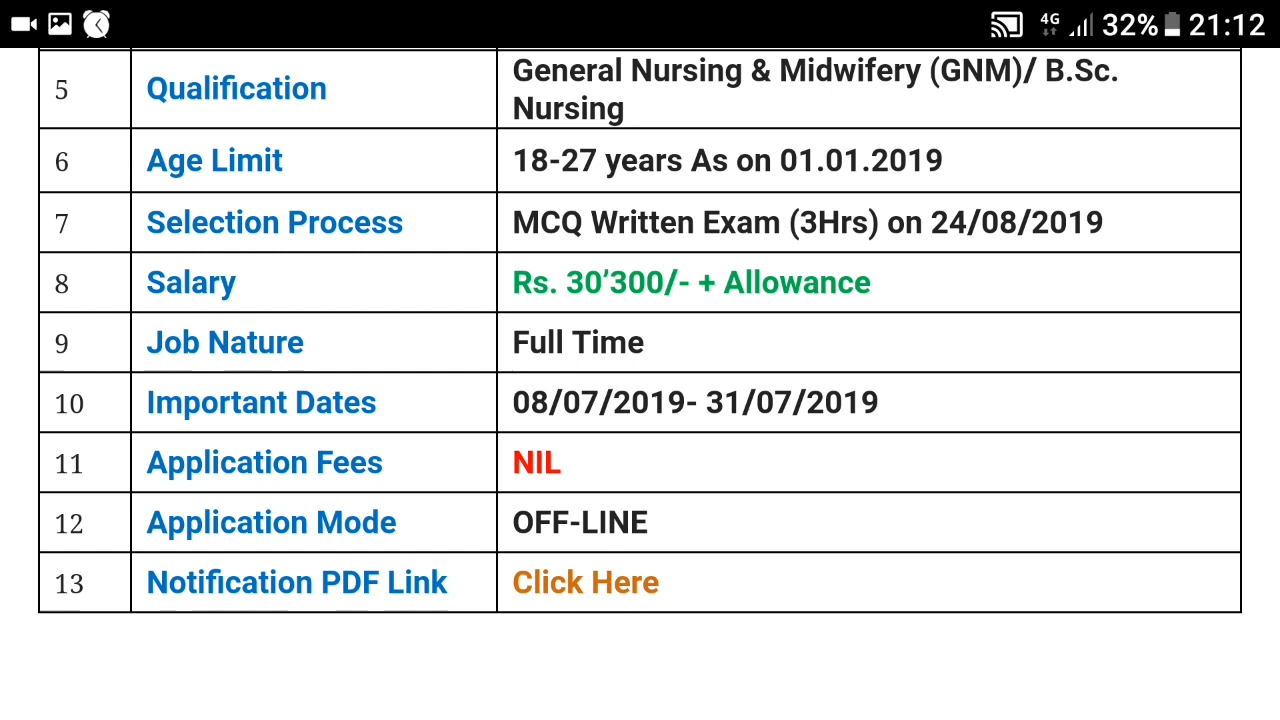 4G 32% 21:12
5 Qualification General Nursing & Midwifery (GNM)/ B.Sc.
Nursing
6 Age Limit 18-27 years As on 01.01.2019
7 Selection Process MCQ Written Exam (3Hrs) on 24/08/2019
8 Salary Rs. 30’300/- + Allowance
9 Job Nature Full Time
10 Important Dates 08/07/2019- 31/07/2019
11 Application Fees NIL
12 Application Mode OFF-LINE
13 Notification PDF Link Click Here